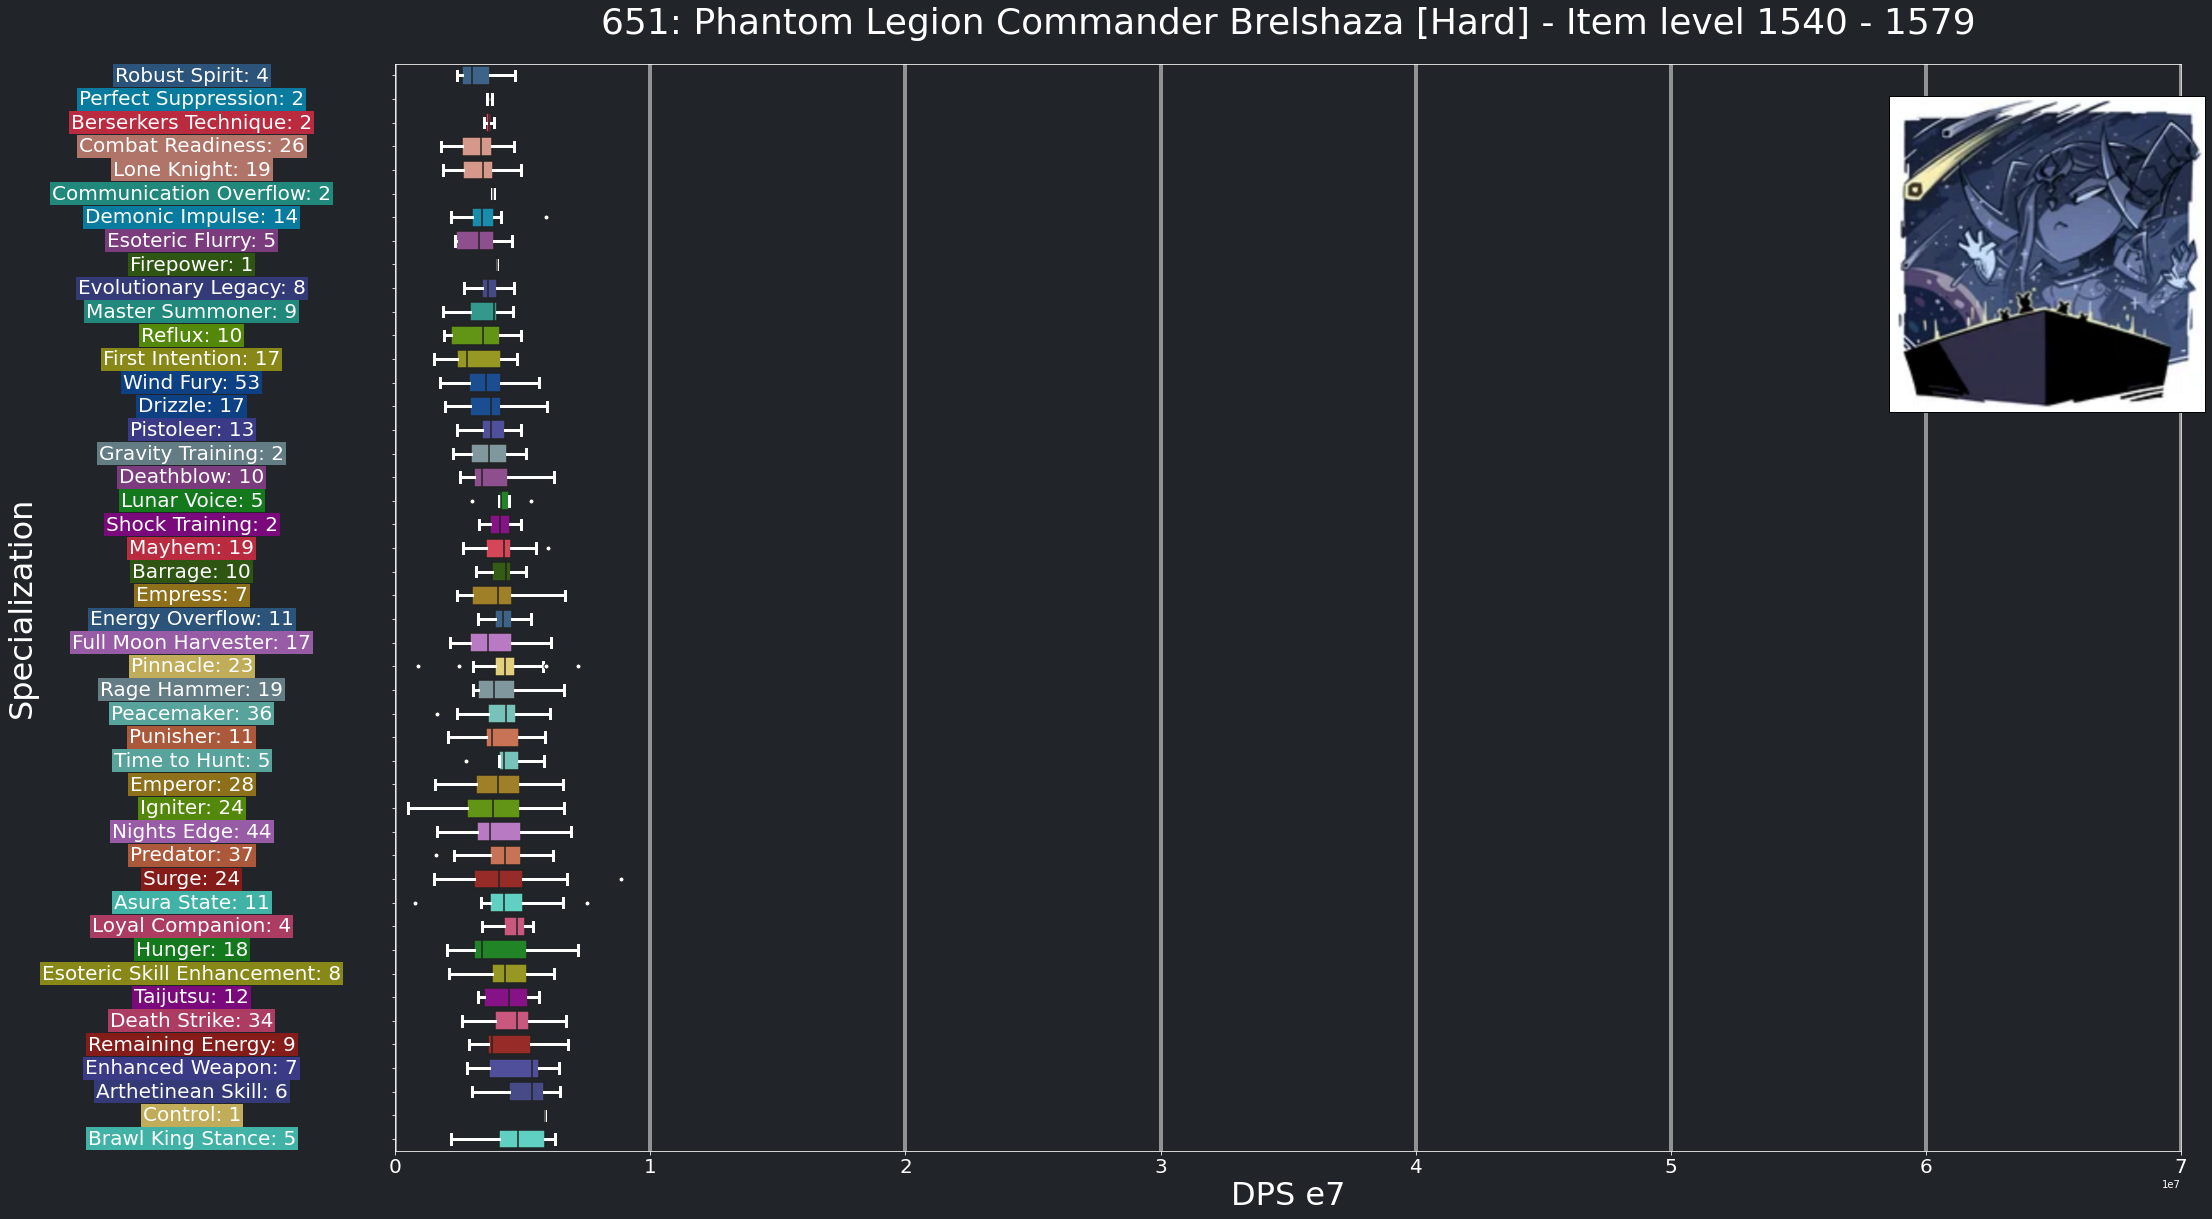 651: Phantom Legion Commander Brelshaza [Hard] - Item level 1540 - 1579
Specialization
Robust Spirit: 4
Perfect Suppression: 2
Berserkers Technique: 2
Combat Readiness: 26
Lone Knight: 19
Communication Overflow: 2
Demonic Impulse: 14
Esoteric Flurry: 5
Firepower: 1
Evolutionary Legacy: 8
Master Summoner: 9
Reflux: 10
First Intention: 17
Wind Fury: 53
Drizzle: 17
Pistoleer: 13
Gravity Training: 2
Deathblow: 10
Lunar Voice: 5
Shock Training: 2
Mayhem: 19
Barrage: 10
Empress: 7
Energy Overflow: 11
Full Moon Harvester: 17
Pinnacle: 23
Rage Hammer: 19
Peacemaker: 36
Punisher: 11
Time to Hunt: 5
Emperor: 28
Igniter: 24
Nights Edge: 44
Predator: 37
Surge: 24
Asura State: 11
Loyal Companion: 4
Hunger: 18
Esoteric Skill Enhancement: 8
Taijutsu: 12
Death Strike: 34
Remaining Energy: 9
Enhanced Weapon: 7
Arthetinean Skill: 6
Control: 1
Brawl King Stance: 5
0 1 2 3 4 5 6 7
1e7
DPS e7